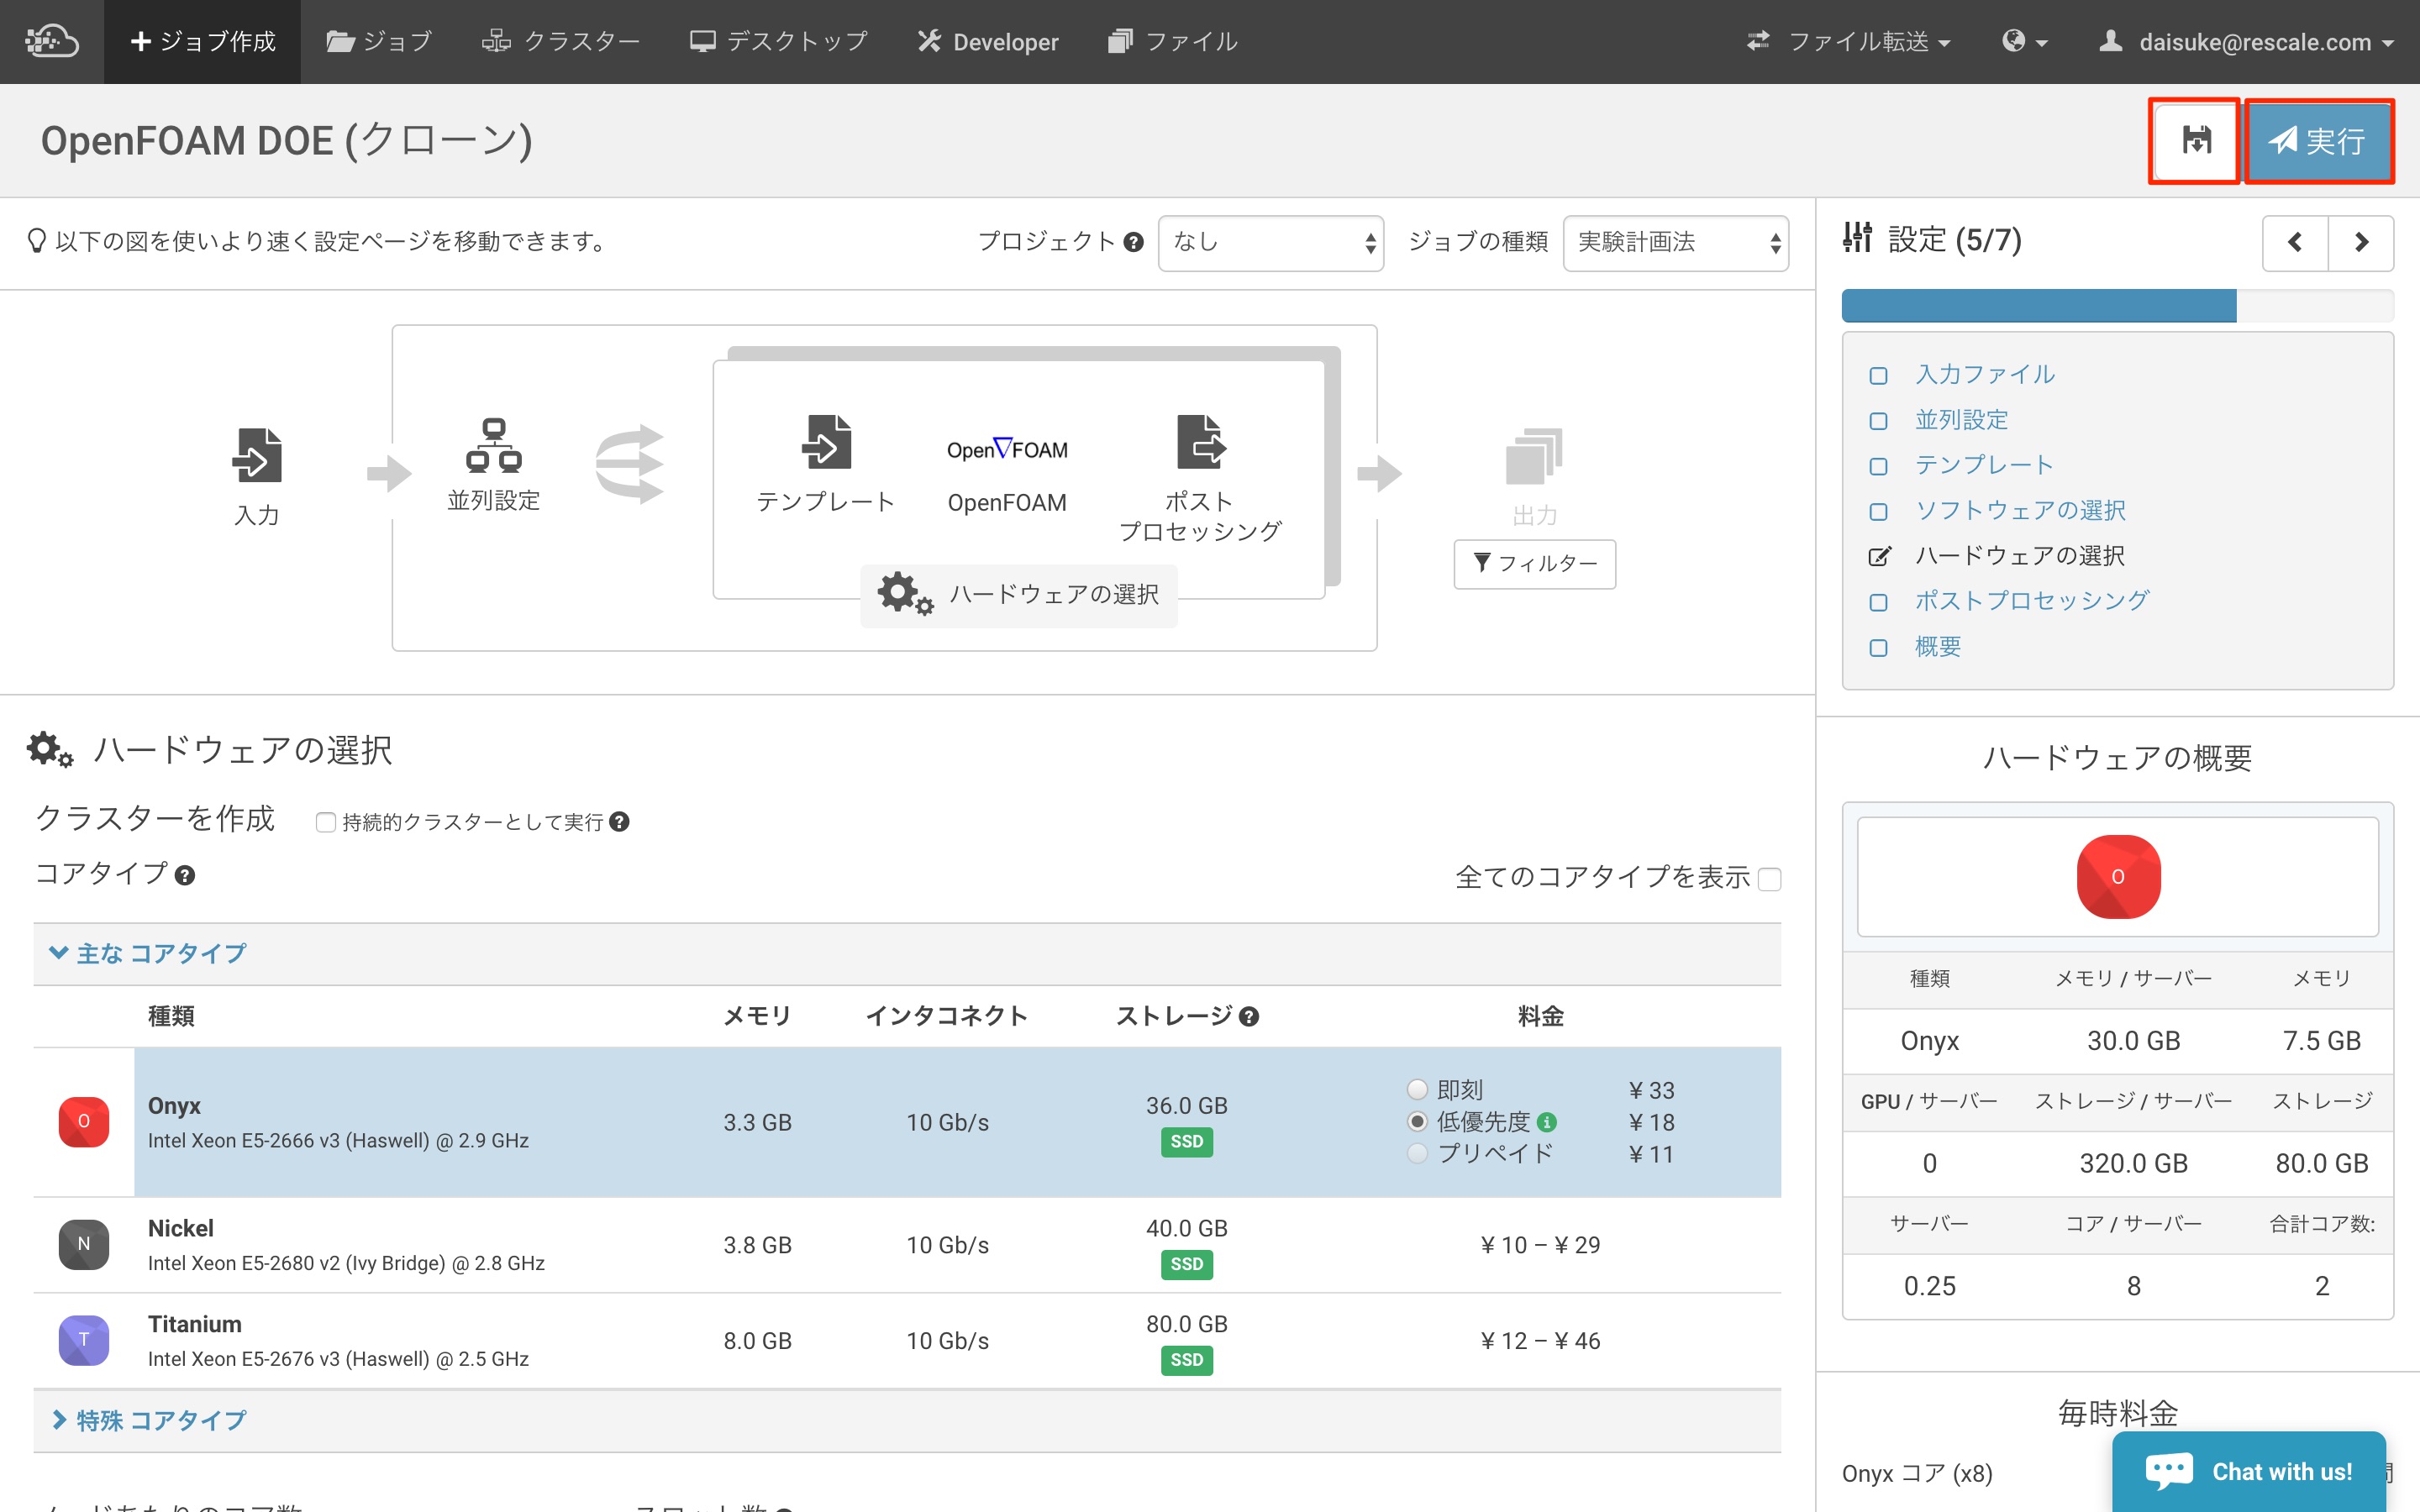 ジョブ作成 ジョブ クラスター デスクトップ Developer ファイル ファイル転送 daisuke@rescale.com
OpenFOAM DOE (クローン)
実行
以下の図を使いより速く設定ページを移動できます。
プロジェクト なし ジョブの種類 実験計画法
入力
並列設定
テンプレート
OpenFOAM
OpenFOAM
ポスト
プロセッシング
ハードウェアの選択
出力
フィルター
設定 (5/7)
入力ファイル
並列設定
テンプレート
ソフトウェアの選択
ハードウェアの選択
ポストプロセッシング
概要
ハードウェアの選択
クラスターを作成 持続的クラスターとして実行
コアタイプ
全てのコアタイプを表示
主な コアタイプ
種類 メモリ インタコネクト ストレージ 料金
O
Onyx
Intel Xeon E5-2666 v3 (Haswell) @ 2.9 GHz
3.3 GB 10 Gb/s 36.0 GB
SSD
即刻 ¥ 33
低優先度 ¥ 18
プリペイド ¥ 11
N
Nickel
Intel Xeon E5-2680 v2 (Ivy Bridge) @ 2.8 GHz
3.8 GB 10 Gb/s 40.0 GB
SSD
¥ 10 – ¥ 29
T
Titanium
Intel Xeon E5-2676 v3 (Haswell) @ 2.5 GHz
8.0 GB 10 Gb/s 80.0 GB
SSD
¥ 12 – ¥ 46
特殊 コアタイプ
ハードウェアの概要
O
種類 メモリ / サーバー メモリ
Onyx 30.0 GB 7.5 GB
GPU / サーバー ストレージ / サーバー ストレージ
0 320.0 GB 80.0 GB
サーバー コア / サーバー 合計コア数:
0.25 8 2
毎時料金
Onyx コア (x8)
Chat with us!